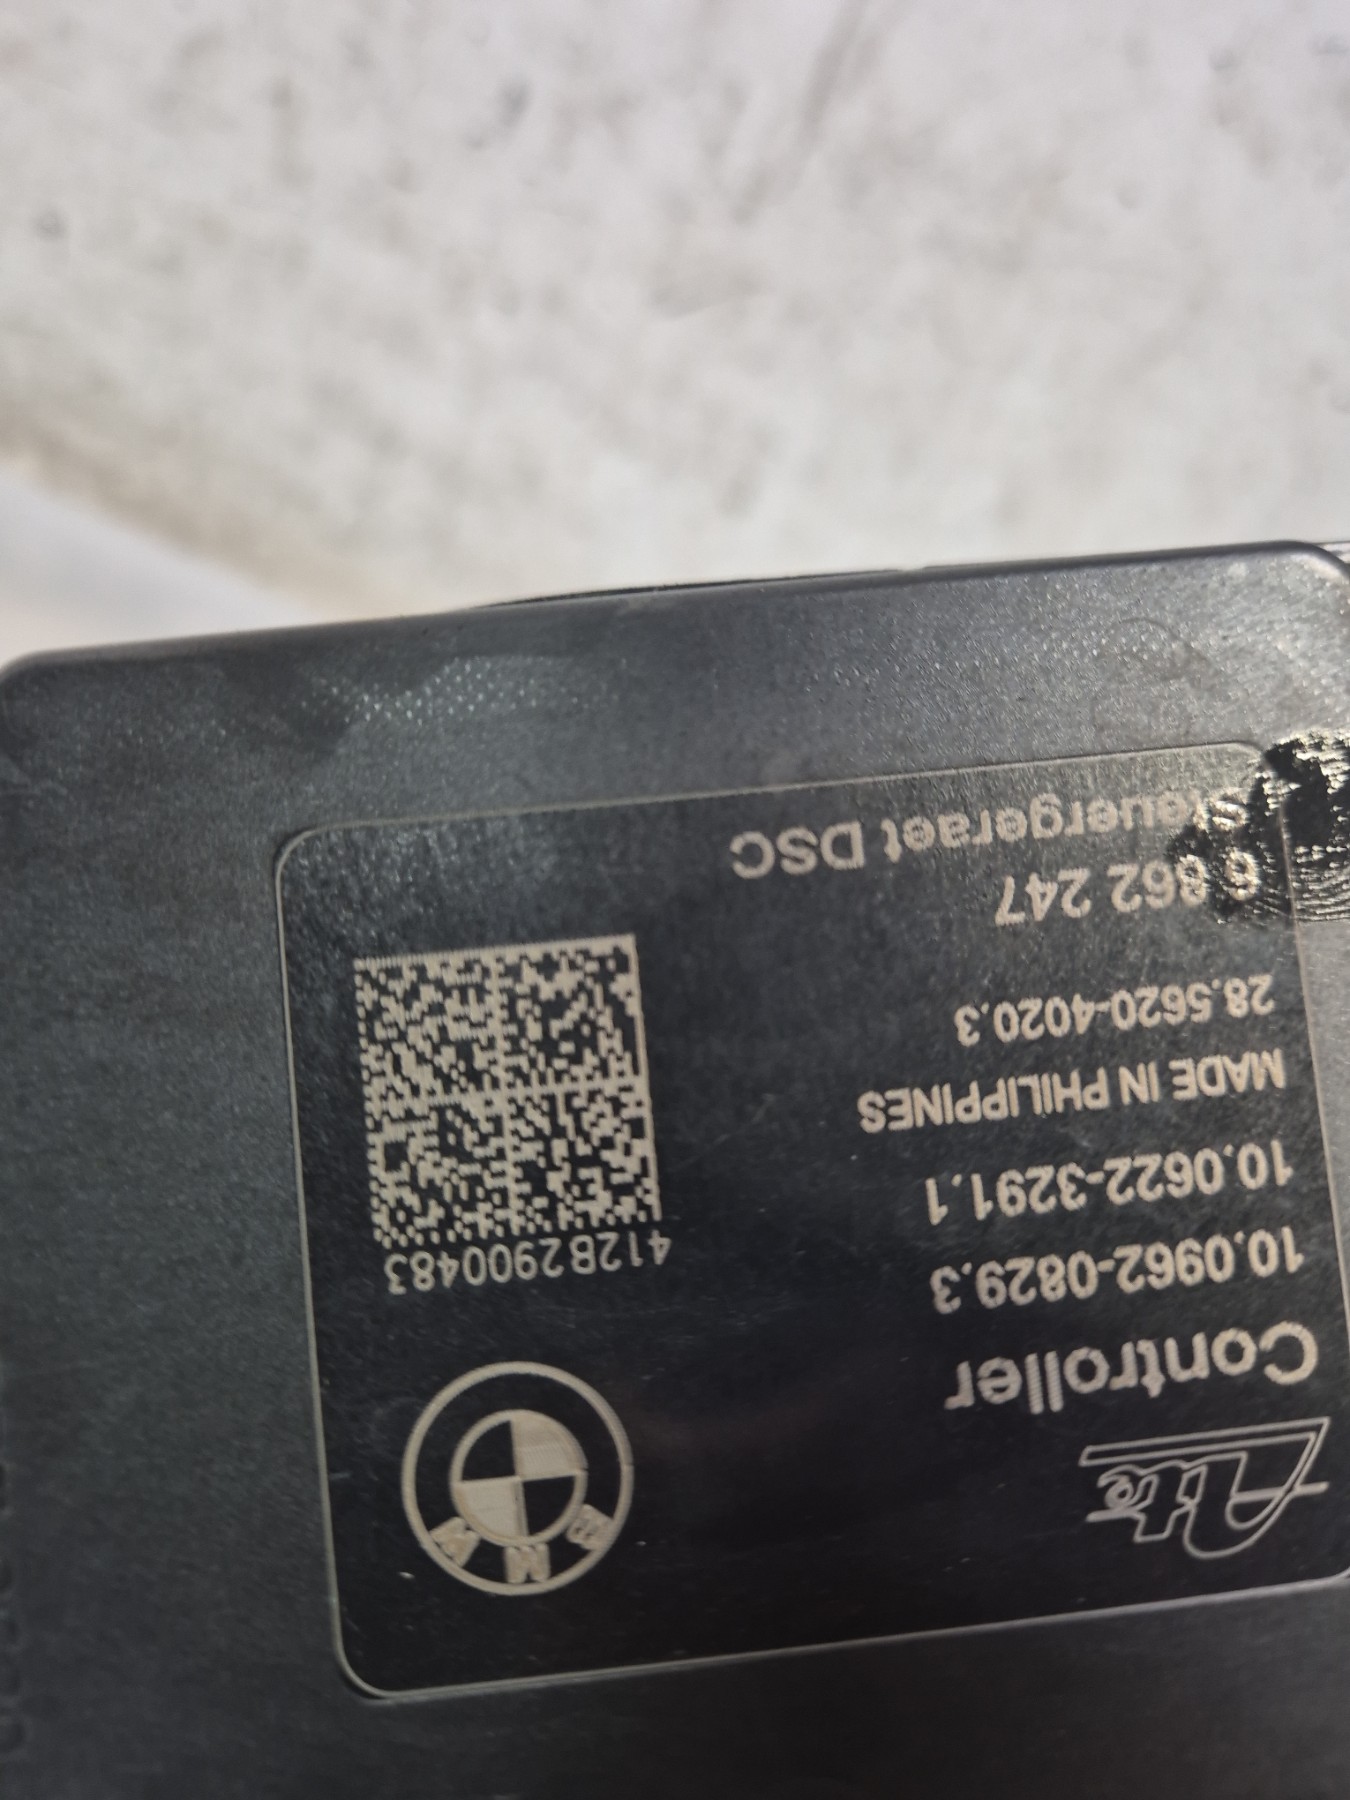 Ate
Controller
10.0962-0829.3
10.0622-3291.1
MADE IN PHILIPPINES
28.5620-4020.3
6 862 247
Steuergeraet DSC
BMW
412B2900483